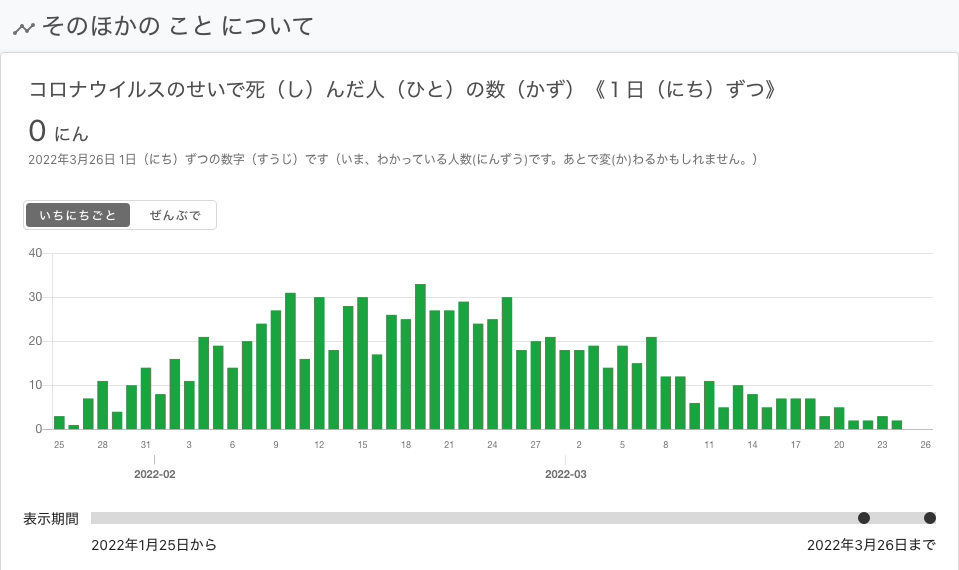 そのほかの こと について
コロナウイルスのせいで死（し）んだ人（ひと）の数（かず）《１日（にち）ずつ》
0 にん
2022年3月26日 1日（にち）ずつの数字（すうじ）です（いま、わかっている人数(にんずう)です。あとで変(か)わるかもしれません。）
いちにちごと ぜんぶで
40
30
20
10
0
25 28 31 3 6 9 12 15 18 21 24 27 2 5 8 11 14 17 20 23 26
2022-02 2022-03
表示期間
2022年1月25日から 2022年3月26日まで